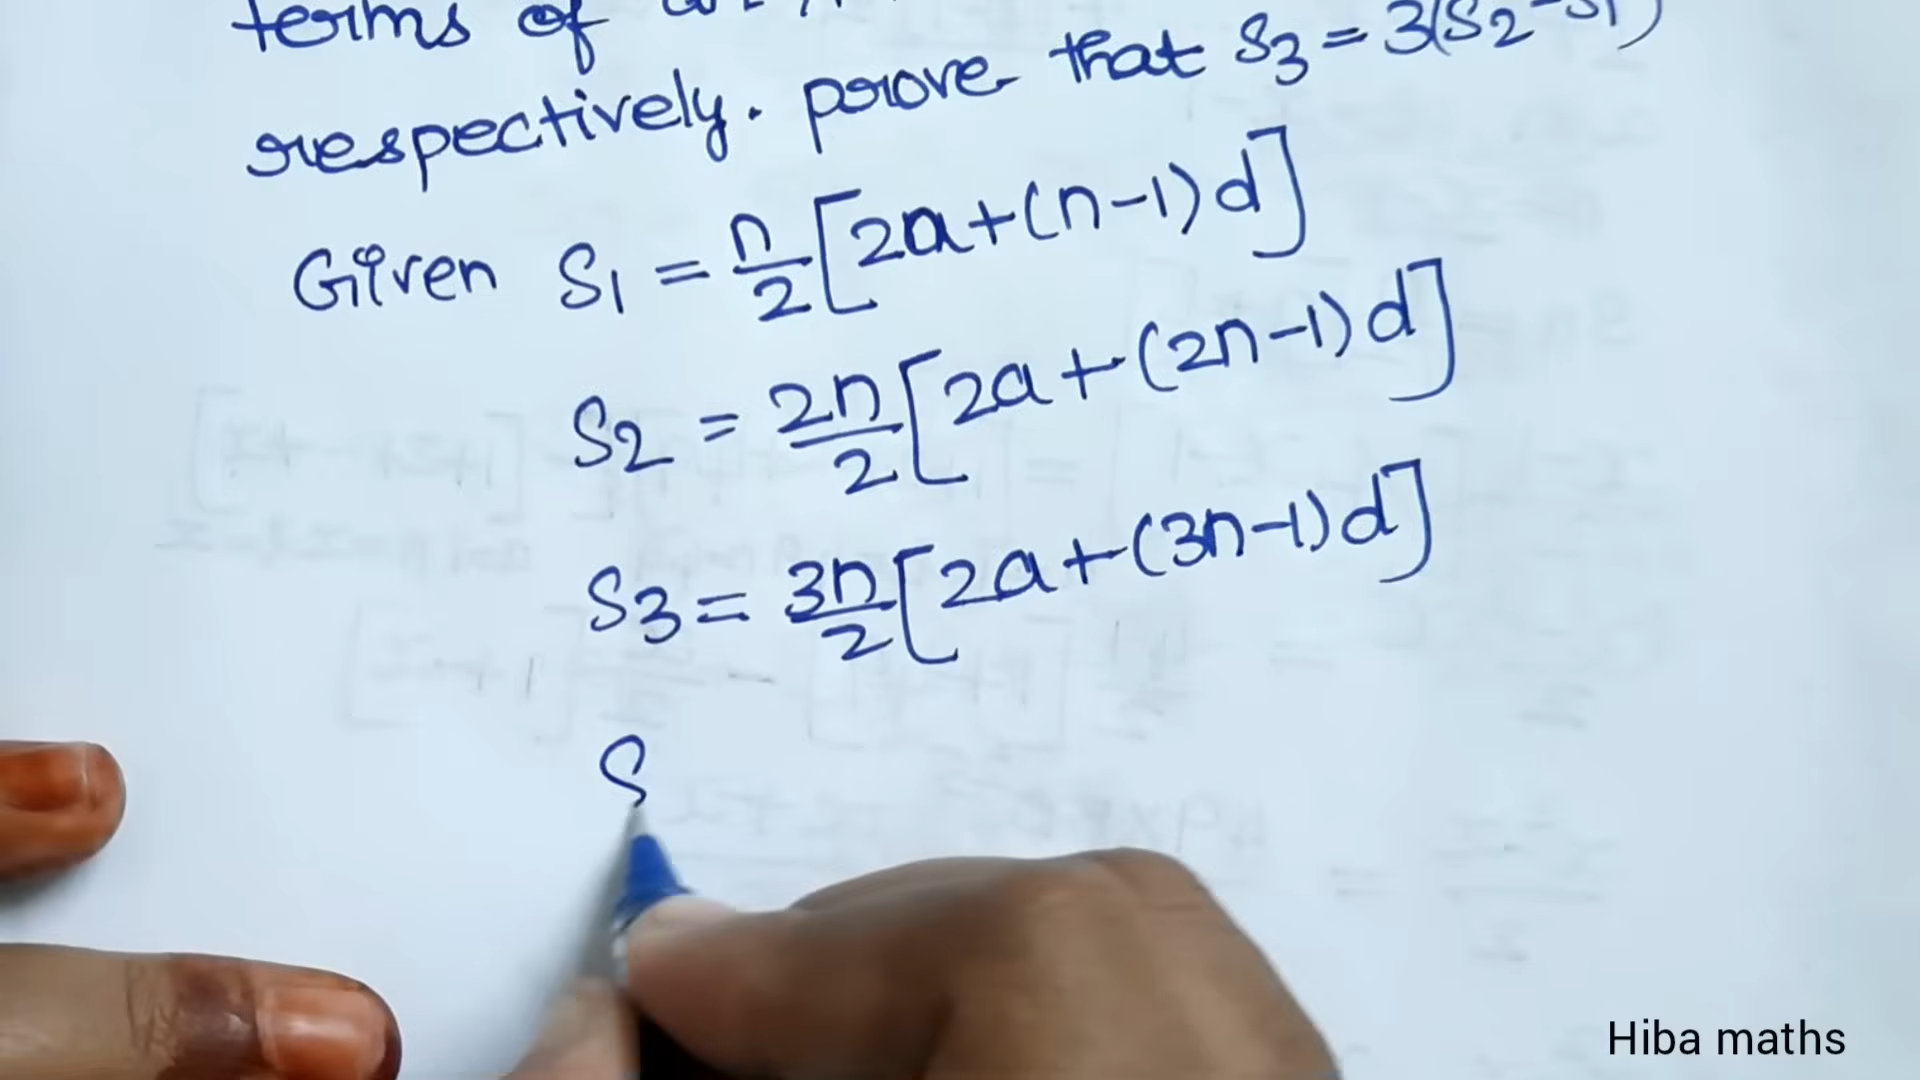 terms of
respectively. prove that S3 = 3(S2-S1)
Given S1 = n/2 [2a+(n-1)d]
S2 = 2n/2 [2a+(2n-1)d]
S3 = 3n/2 [2a+(3n-1)d]
S
Hiba maths